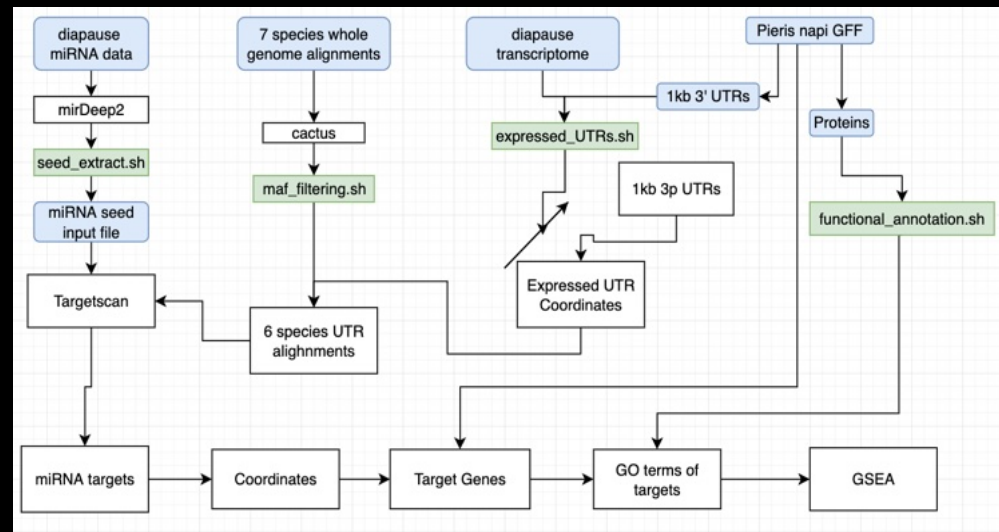 diapause
miRNA data
7 species whole
genome alignments
diapause
transcriptome
Pieris napi GFF
mirDeep2
1kb 3' UTRs
Proteins
cactus
expressed_UTRs.sh
seed_extract.sh
maf_filtering.sh
1kb 3p UTRs
miRNA seed
input file
functional_annotation.sh
Targetscan
Expressed UTR
Coordinates
6 species UTR
alighnments
miRNA targets
Coordinates
Target Genes
GO terms of
targets
GSEA